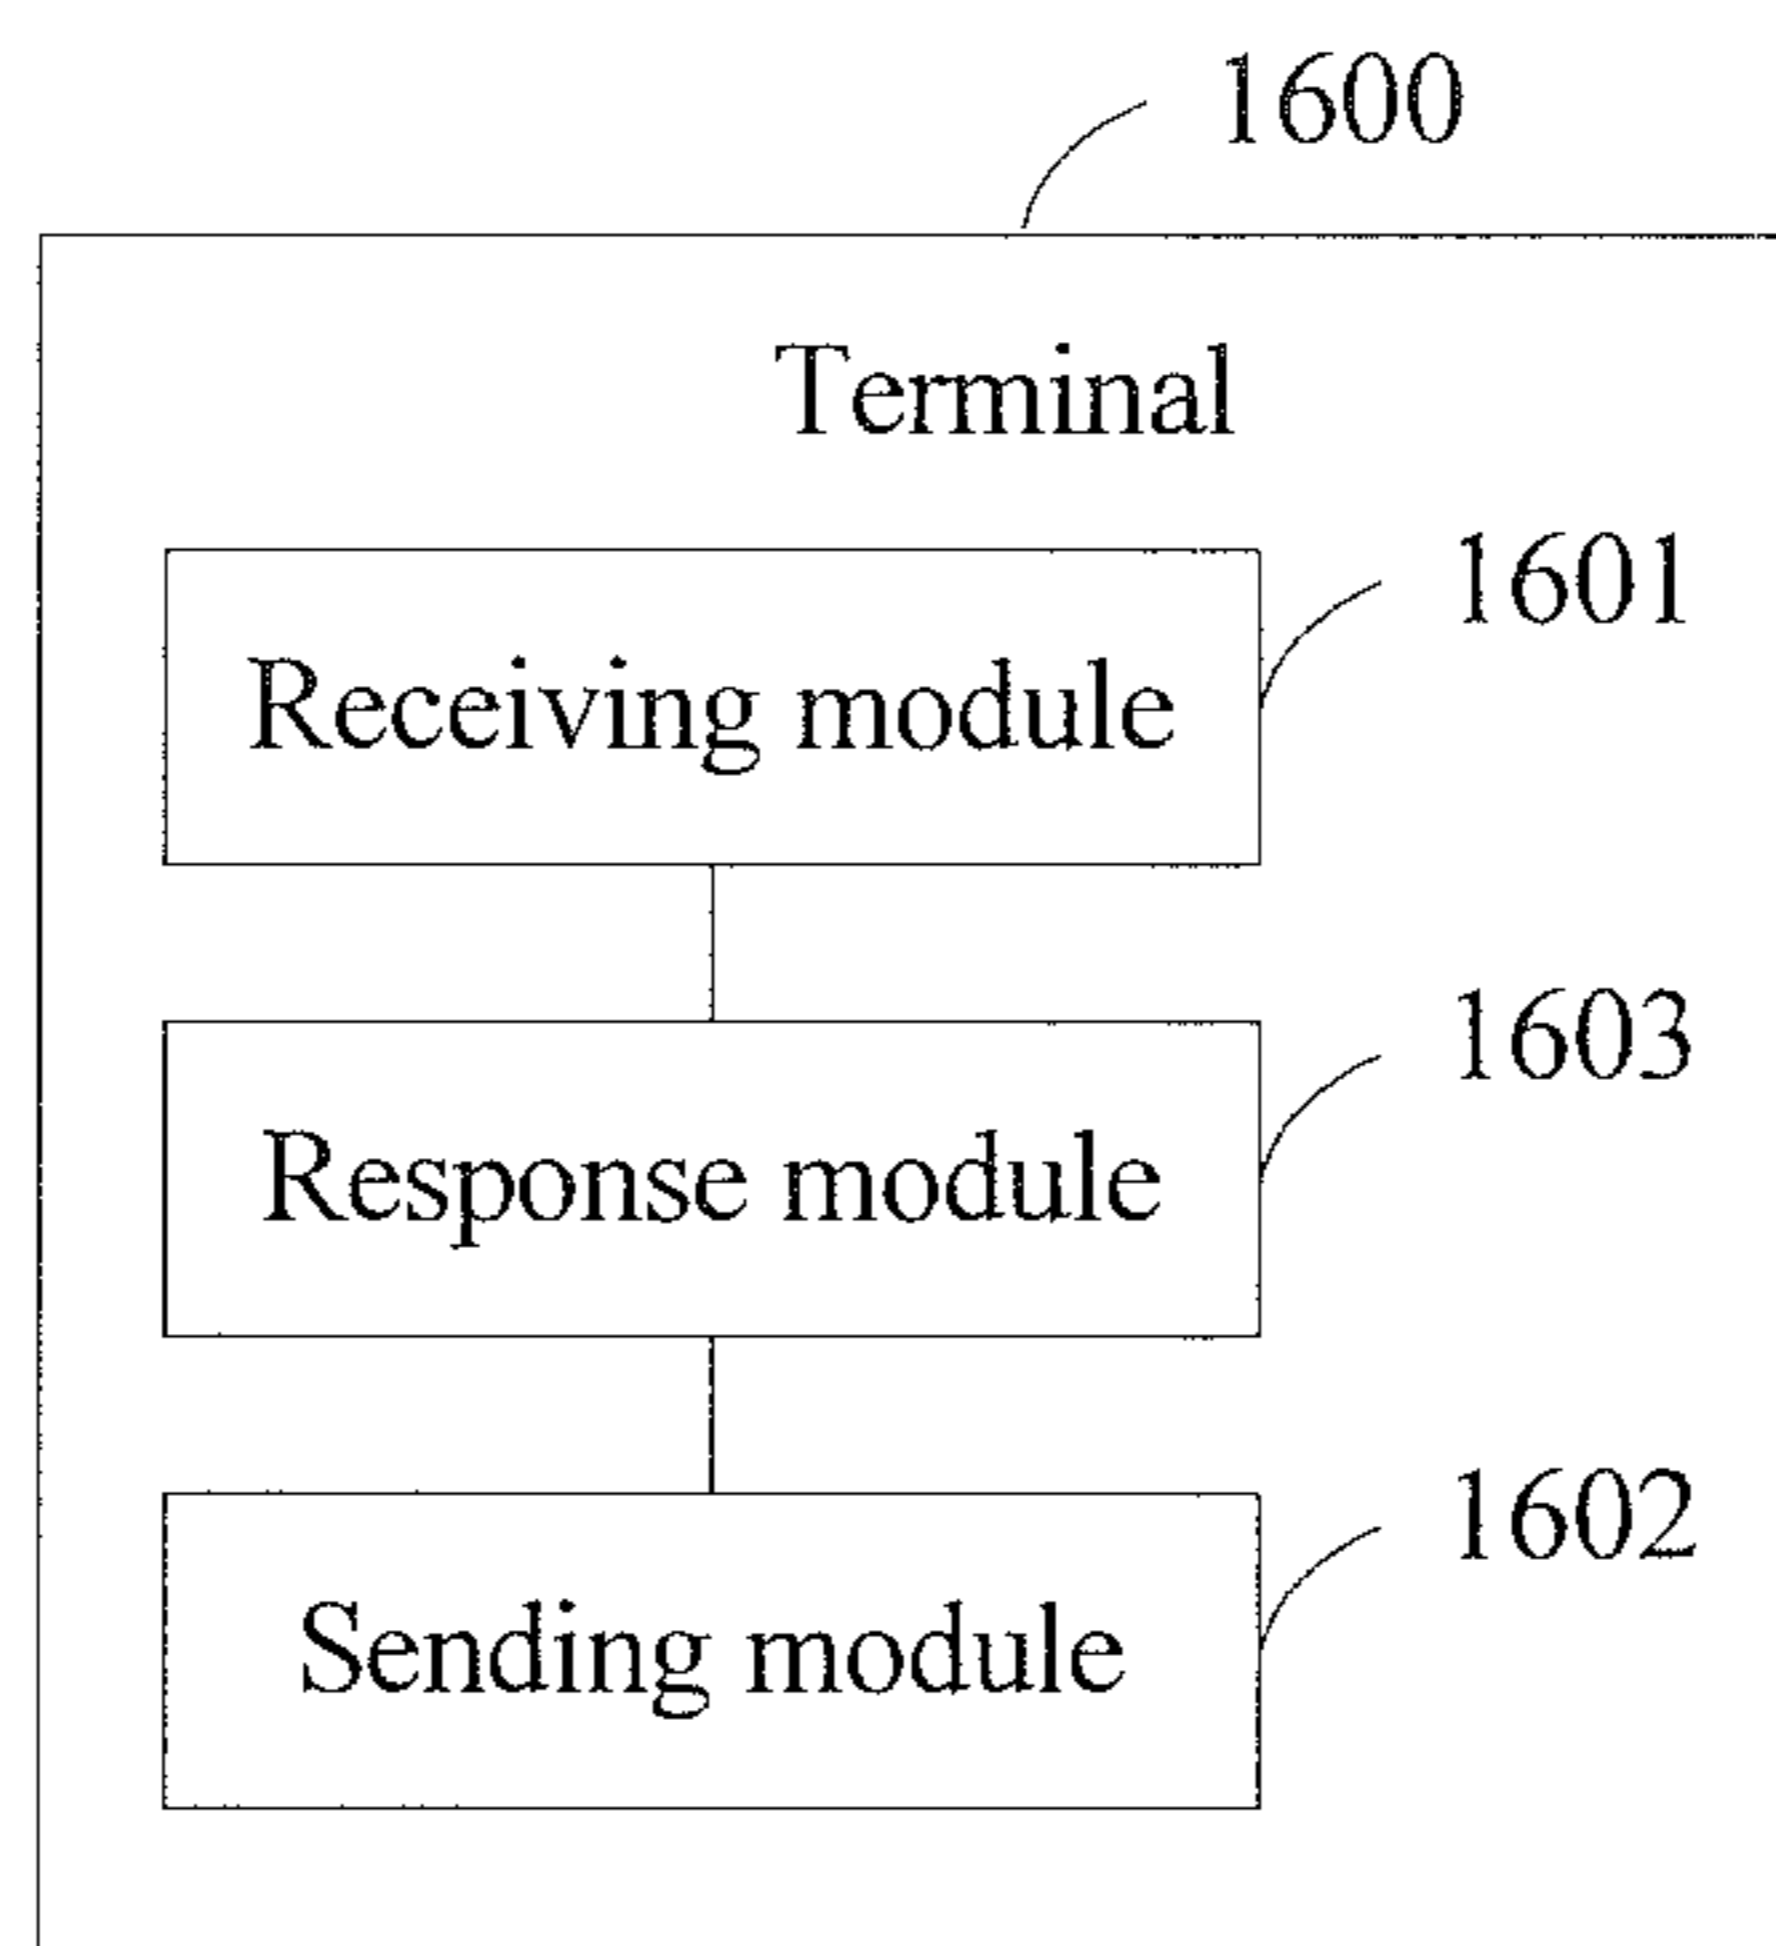 1600
Terminal
1601
Receiving module
1603
Response module
1602
Sending module